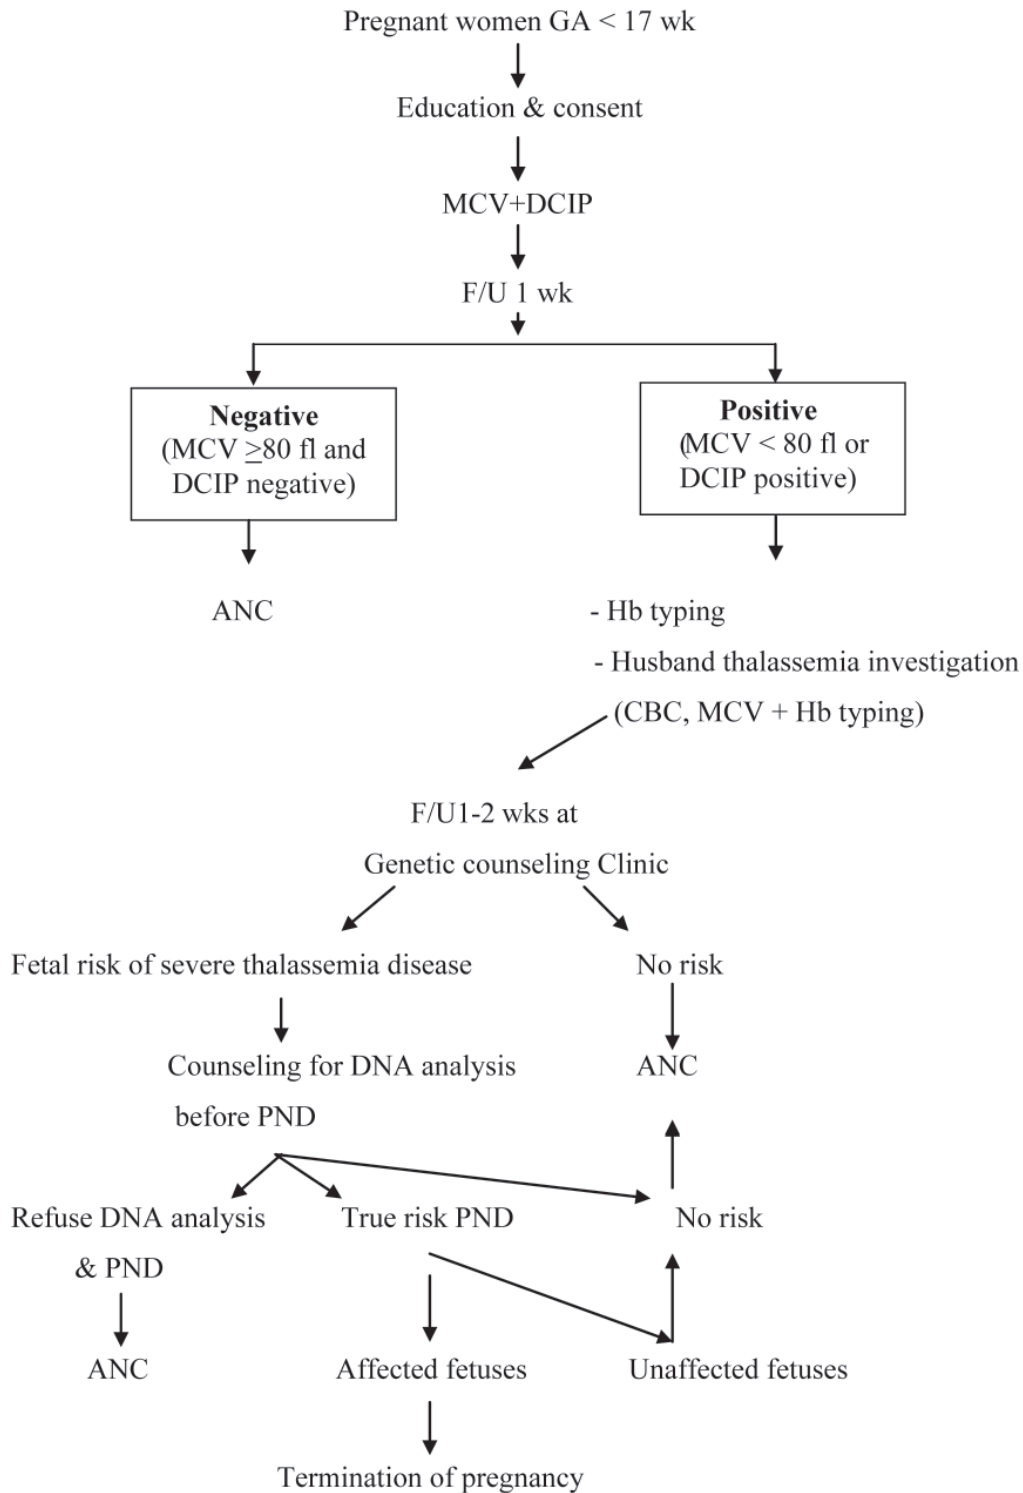 Pregnant women GA < 17 wk
Education & consent
MCV+DCIP
F/U 1 wk
Negative
(MCV ≥80 fl and
DCIP negative)
Positive
(MCV < 80 fl or
DCIP positive)
ANC
- Hb typing
- Husband thalassemia investigation
(CBC, MCV + Hb typing)
F/U1-2 wks at
Genetic counseling Clinic
Fetal risk of severe thalassemia disease
No risk
Counseling for DNA analysis
before PND
ANC
Refuse DNA analysis
& PND
True risk PND
No risk
ANC
Affected fetuses
Unaffected fetuses
Termination of pregnancy